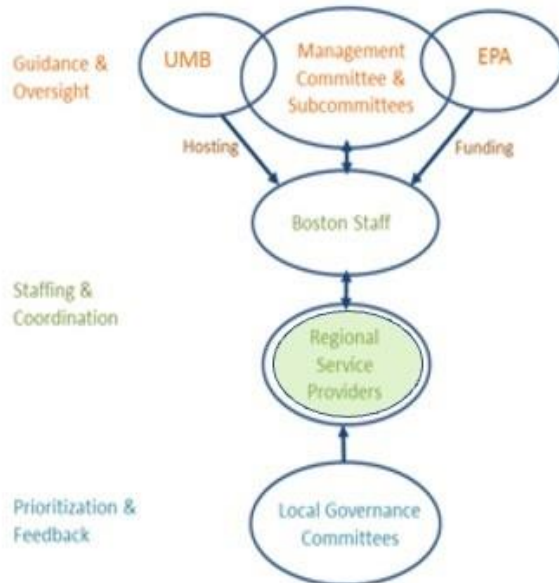 Guidance &
Oversight
UMB
Management
Committee &
Subcommittees
EPA
Hosting
Funding
Boston Staff
Staffing &
Coordination
Regional
Service
Providers
Prioritization &
Feedback
Local Governance
Committees